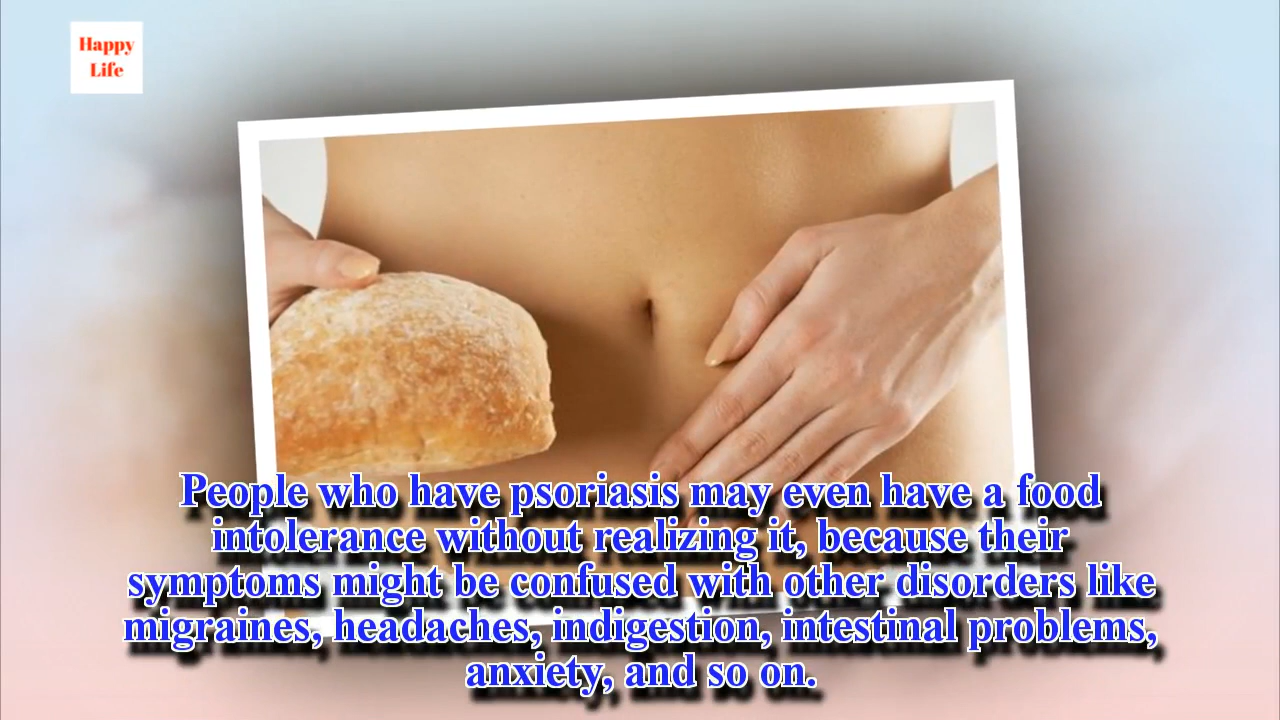 Happy
Life
People who have psoriasis may even have a food
intolerance without realizing it, because their
symptoms might be confused with other disorders like
migraines, headaches, indigestion, intestinal problems,
anxiety, and so on.